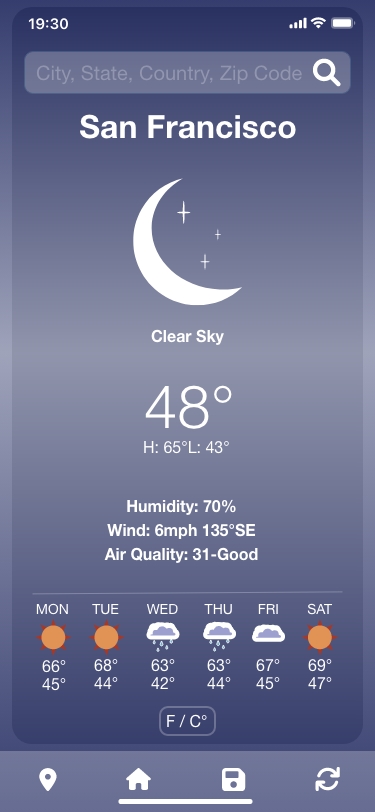 19:30
City, State, Country, Zip Code
San Francisco
Clear Sky
48°
H: 65°L: 43°
Humidity: 70%
Wind: 6mph 135°SE
Air Quality: 31-Good
MON TUE WED THU FRI SAT
66° 68° 63° 63° 67° 69°
45° 44° 42° 44° 45° 47°
F / C°